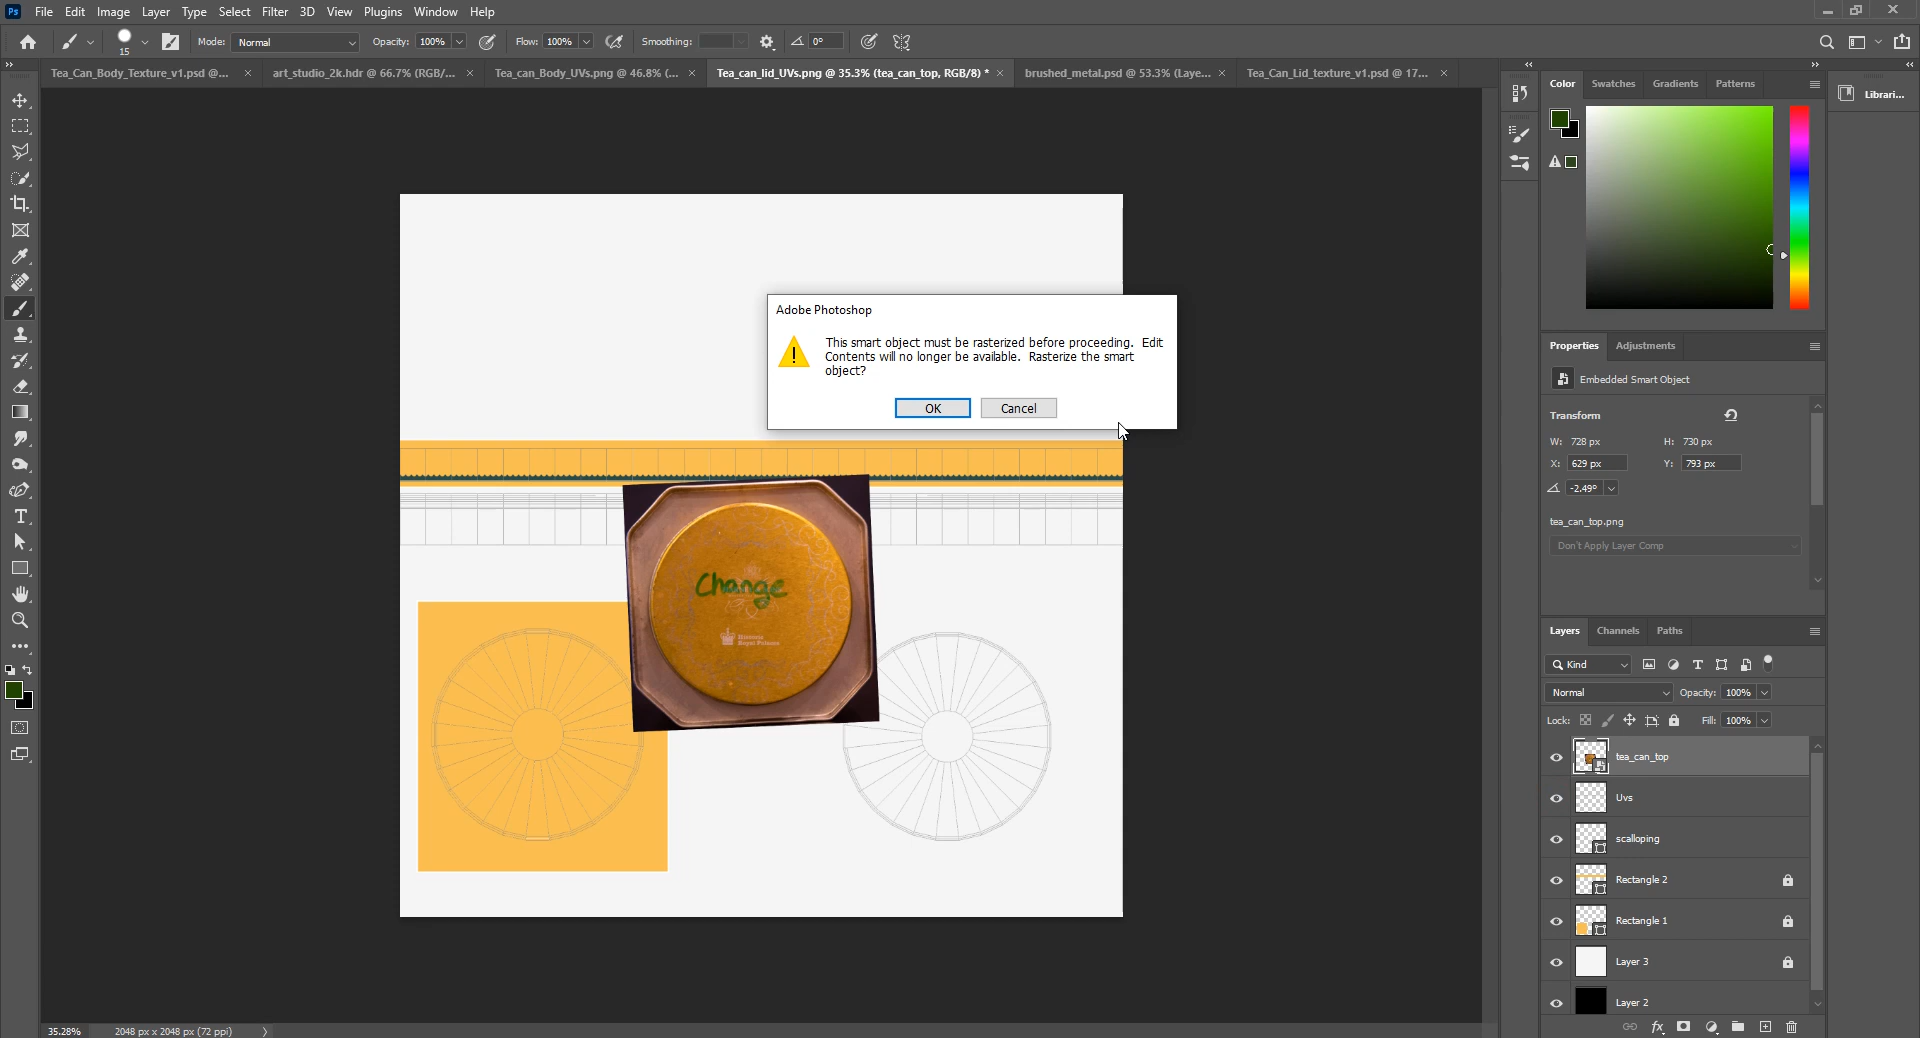 File Edit Image Layer Type Select Filter 3D View Plugins Window Help
15 Mode: Normal Opacity: 100% Flow: 100% Smoothing: 0°
Tea_Can_Body_Texture_v1.psd @... art_studio_2k.hdr @ 66.7% (RGB/... Tea_can_Body_UVs.png @ 46.8% (... Tea_can_lid_UVs.png @ 35.3% (tea_can_top, RGB/8) * brushed_metal.psd @ 53.3% (Laye... Tea_Can_Lid_texture_v1.psd @ 17...
Color Swatches Gradients Patterns
Librari...
Adobe Photoshop
This smart object must be rasterized before proceeding. Edit
Contents will no longer be available. Rasterize the smart
object?
OK Cancel
Change
Historic
Royal Palaces
Properties Adjustments
Embedded Smart Object
Transform
W: 728 px H: 730 px
X: 629 px Y: 793 px
-2.49°
tea_can_top.png
Don't Apply Layer Comp
Layers Channels Paths
Kind
Normal Opacity: 100%
Lock: Fill: 100%
tea_can_top
Uvs
scalloping
Rectangle 2
Rectangle 1
Layer 3
Layer 2
35.28% 2048 px x 2048 px (72 ppi)